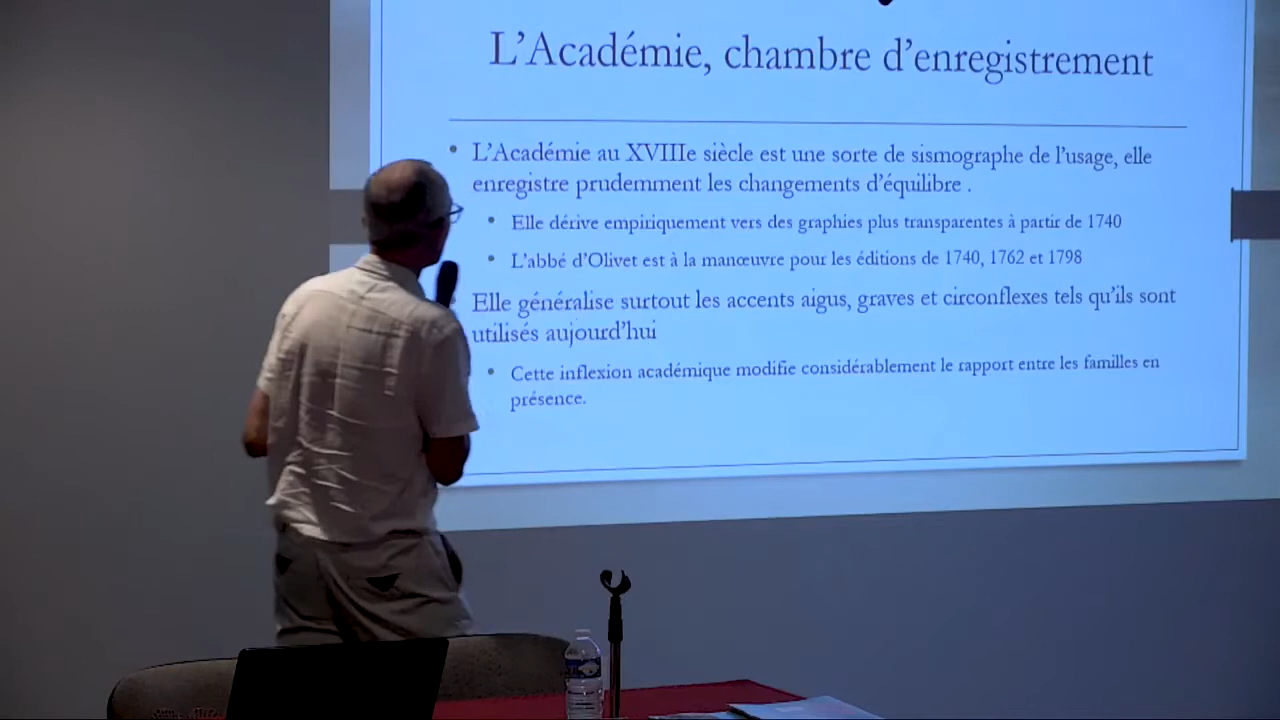 L'Académie, chambre d'enregistrement
• L'Académie au XVIIIe siècle est une sorte de sismographe de l'usage, elle
enregistre prudemment les changements d'équilibre .
• Elle dérive empiriquement vers des graphies plus transparentes à partir de 1740
• L'abbé d'Olivet est à la manœuvre pour les éditions de 1740, 1762 et 1798
Elle généralise surtout les accents aigus, graves et circonflexes tels qu'ils sont
utilisés aujourd'hui
• Cette inflexion académique modifie considérablement le rapport entre les familles en
présence.